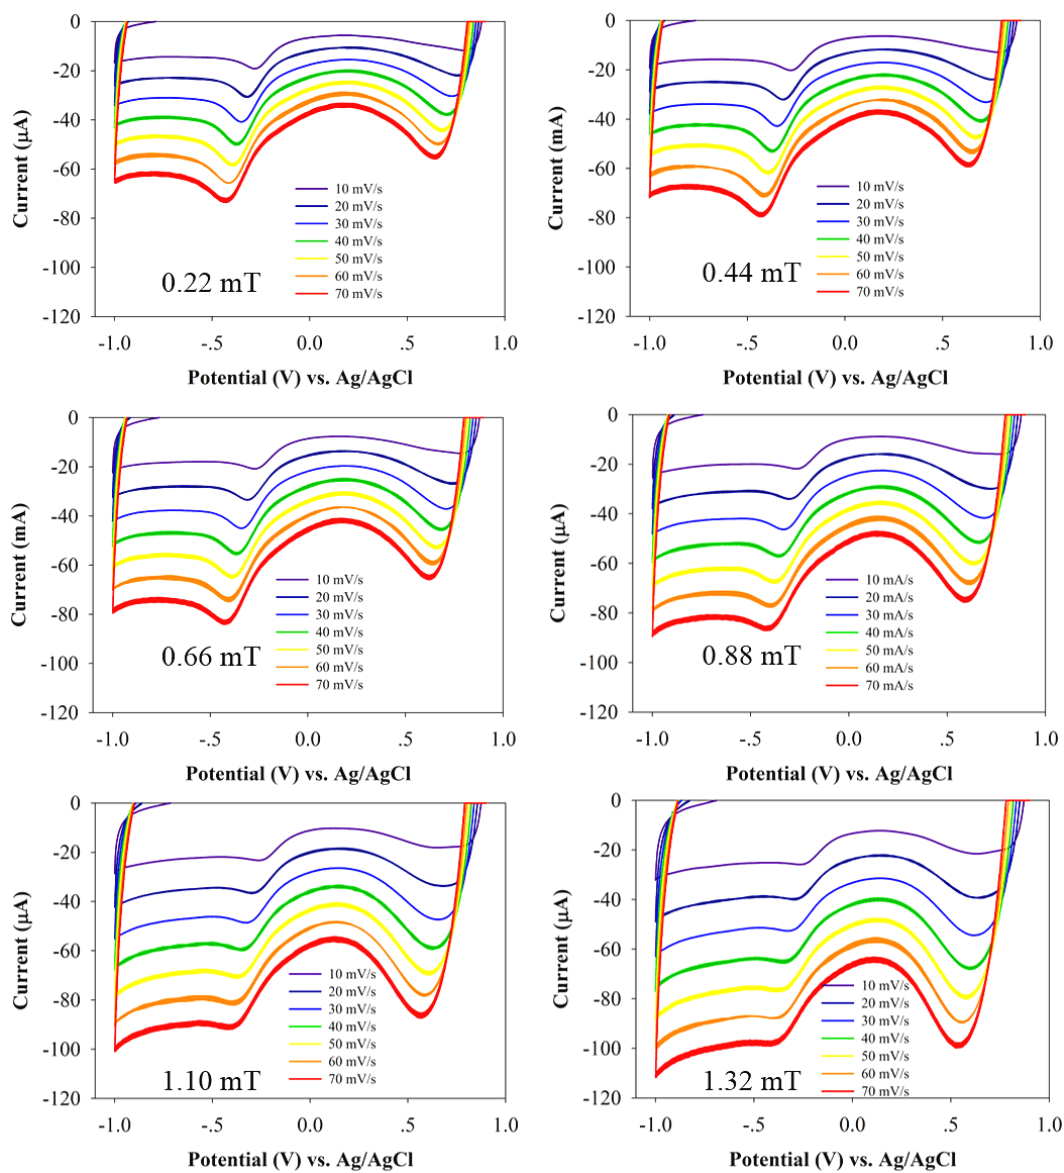 Current (μA)
0
-20
-40
-60
-80
-100
-120
10 mV/s
20 mV/s
30 mV/s
40 mV/s
50 mV/s
60 mV/s
70 mV/s
0.22 mT
-1.0 -.5 0.0 .5 1.0
Potential (V) vs. Ag/AgCl
Current (mA)
0
-20
-40
-60
-80
-100
-120
10 mV/s
20 mV/s
30 mV/s
40 mV/s
50 mV/s
60 mV/s
70 mV/s
0.44 mT
-1.0 -.5 0.0 .5 1.0
Potential (V) vs. Ag/AgCl
Current (mA)
0
-20
-40
-60
-80
-100
-120
10 mV/s
20 mV/s
30 mV/s
40 mV/s
50 mV/s
60 mV/s
70 mV/s
0.66 mT
-1.0 -.5 0.0 .5 1.0
Potential (V) vs. Ag/AgCl
Current (μA)
0
-20
-40
-60
-80
-100
-120
10 mA/s
20 mA/s
30 mA/s
40 mA/s
50 mA/s
60 mA/s
70 mA/s
0.88 mT
-1.0 -.5 0.0 .5 1.0
Potential (V) vs. Ag/AgCl
Current (μA)
0
-20
-40
-60
-80
-100
-120
10 mV/s
20 mV/s
30 mV/s
40 mV/s
50 mV/s
60 mV/s
70 mV/s
1.10 mT
-1.0 -.5 0.0 .5 1.0
Potential (V) vs. Ag/AgCl
Current (μA)
0
-20
-40
-60
-80
-100
-120
10 mV/s
20 mV/s
30 mV/s
40 mV/s
50 mV/s
60 mV/s
70 mV/s
1.32 mT
-1.0 -.5 0.0 .5 1.0
Potential (V) vs. Ag/AgCl